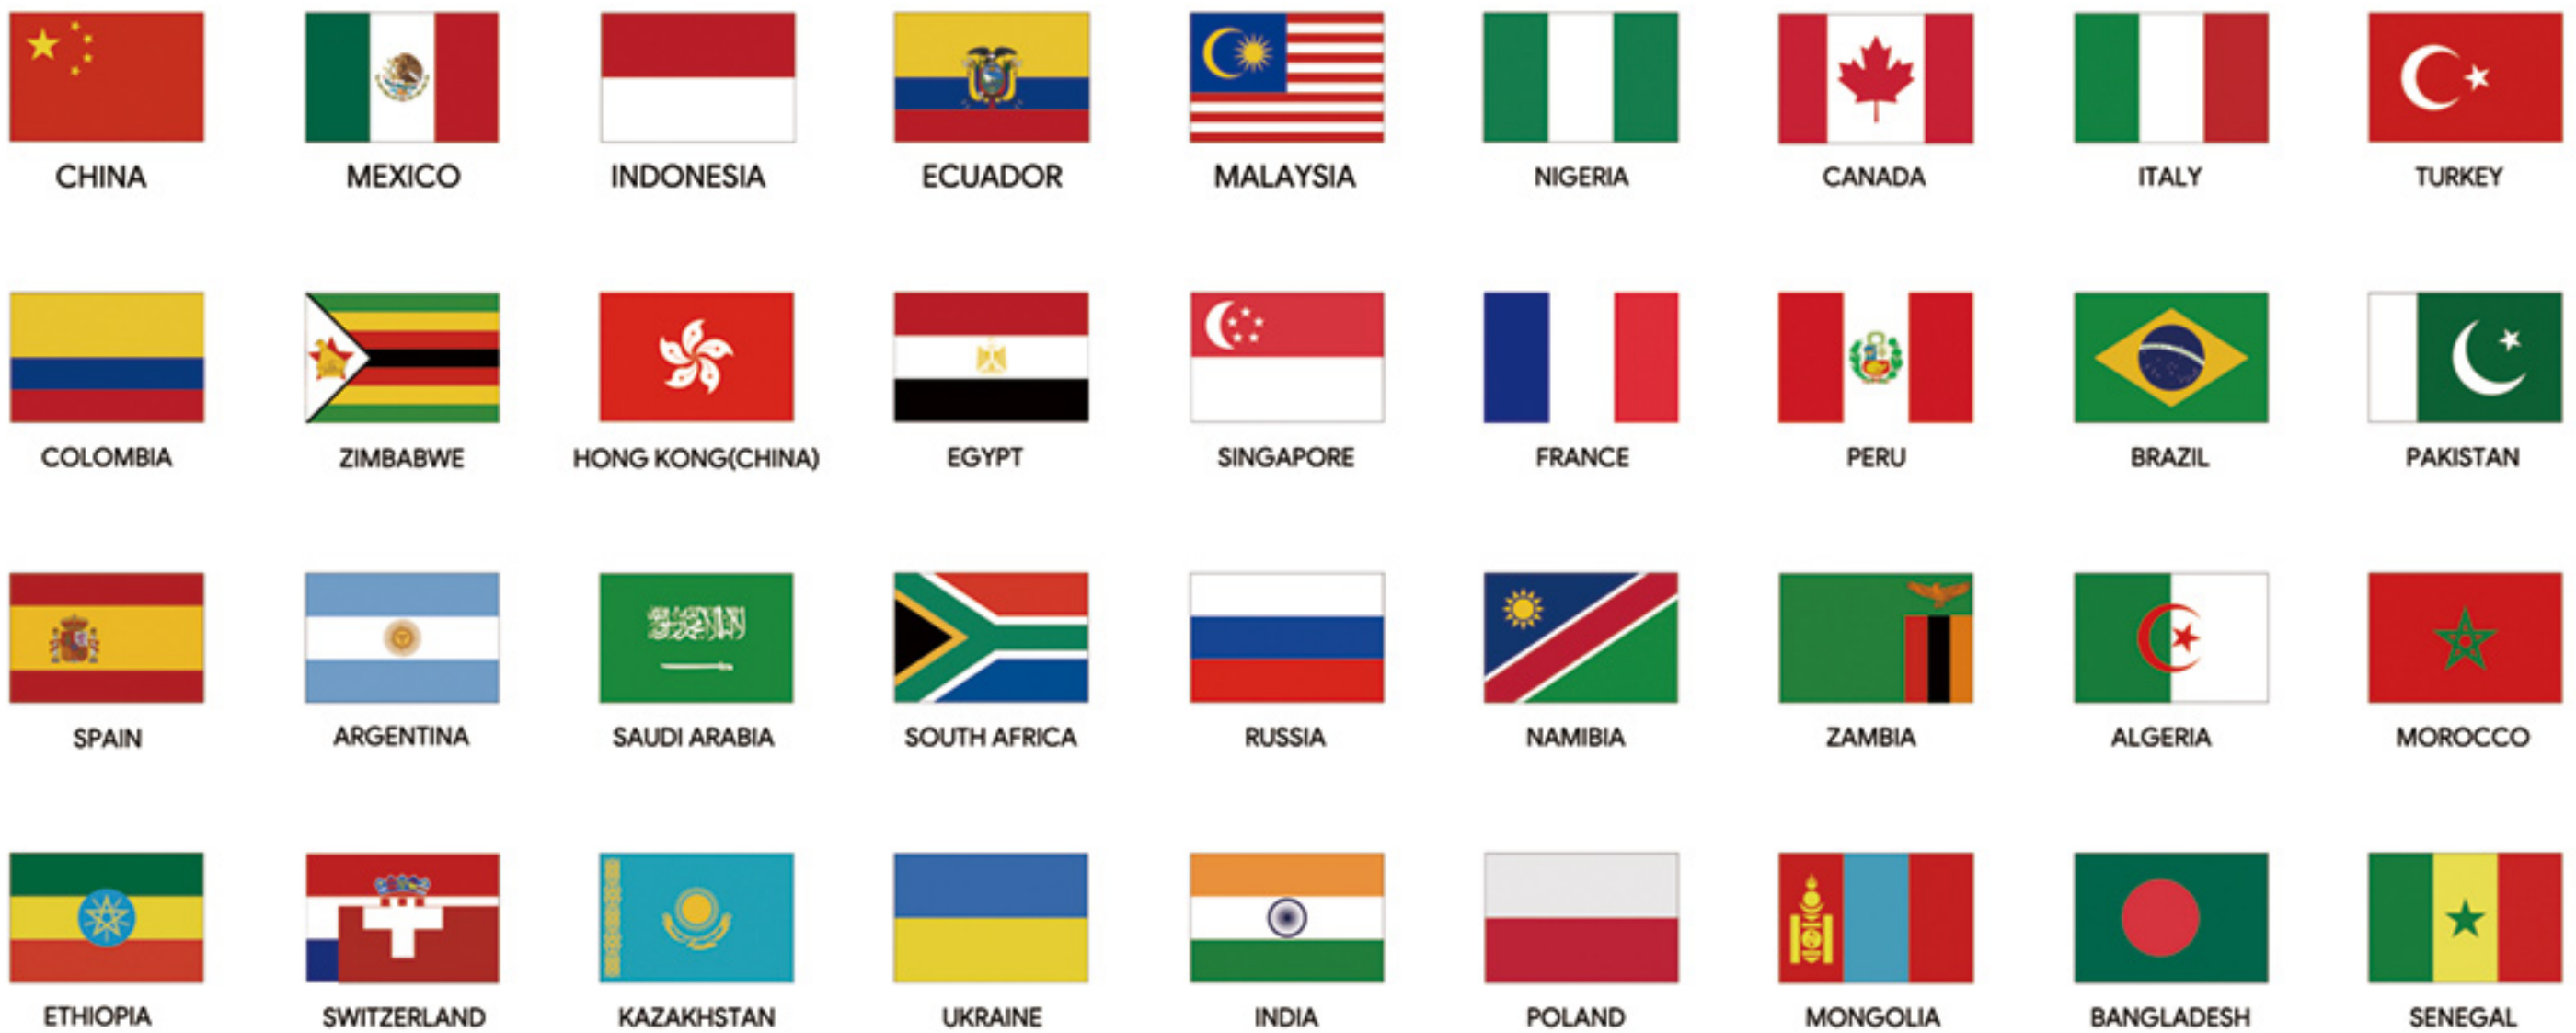 CHINA
MEXICO
INDONESIA
ECUADOR
MALAYSIA
NIGERIA
CANADA
ITALY
TURKEY
COLOMBIA
ZIMBABWE
HONG KONG(CHINA)
EGYPT
SINGAPORE
FRANCE
PERU
BRAZIL
PAKISTAN
SPAIN
ARGENTINA
SAUDI ARABIA
SOUTH AFRICA
RUSSIA
NAMIBIA
ZAMBIA
ALGERIA
MOROCCO
ETHIOPIA
SWITZERLAND
KAZAKHSTAN
UKRAINE
INDIA
POLAND
MONGOLIA
BANGLADESH
SENEGAL